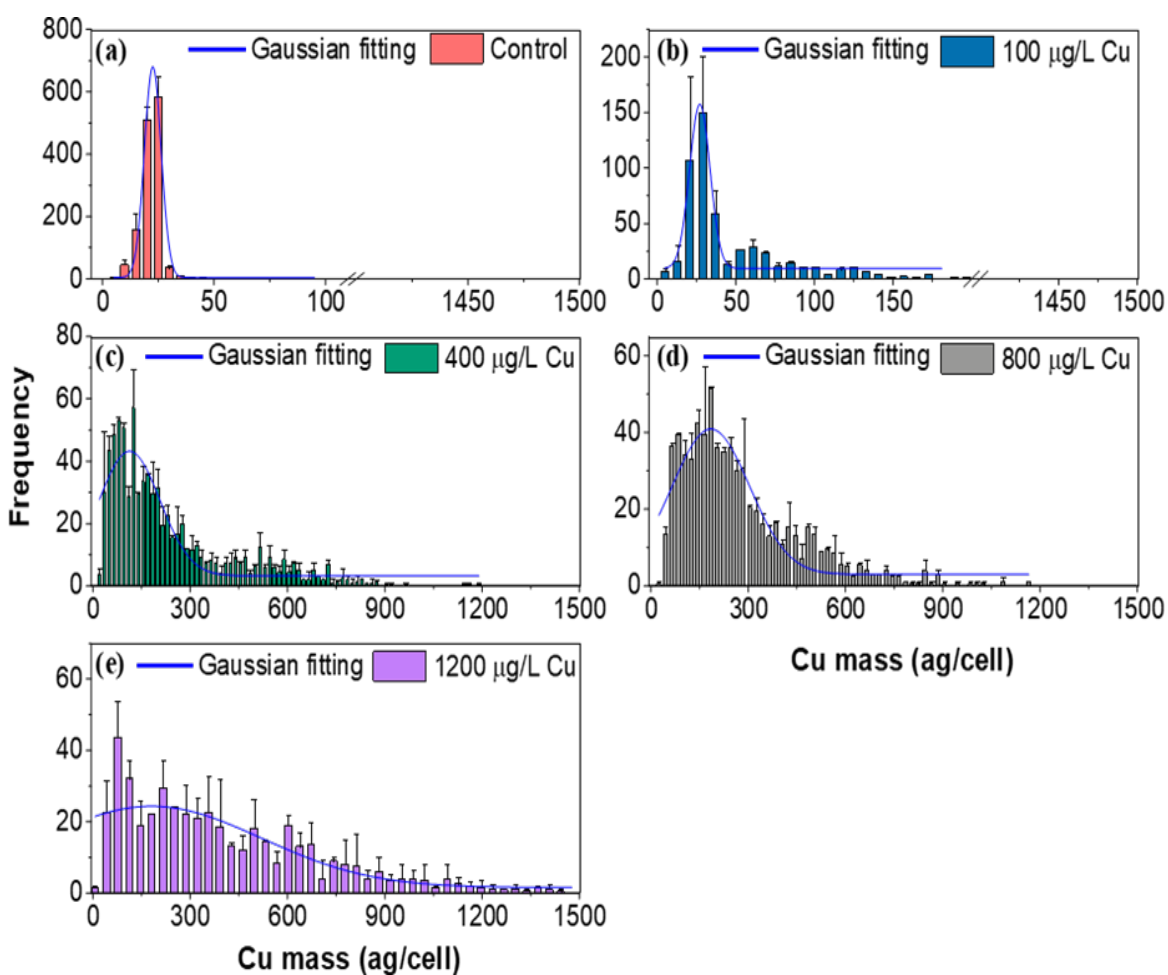 (a) Gaussian fitting Control
800
600
400
200
0
0 50 100 1450 1500
(b) Gaussian fitting 100 μg/L Cu
200
150
100
50
0
0 50 100 150 1450 1500
(c) Gaussian fitting 400 μg/L Cu
80
60
40
20
0
0 300 600 900 1200 1500
(d) Gaussian fitting 800 μg/L Cu
60
40
20
0
0 300 600 900 1200 1500
Cu mass (ag/cell)
Frequency
(e) Gaussian fitting 1200 μg/L Cu
60
40
20
0
0 300 600 900 1200 1500
Cu mass (ag/cell)